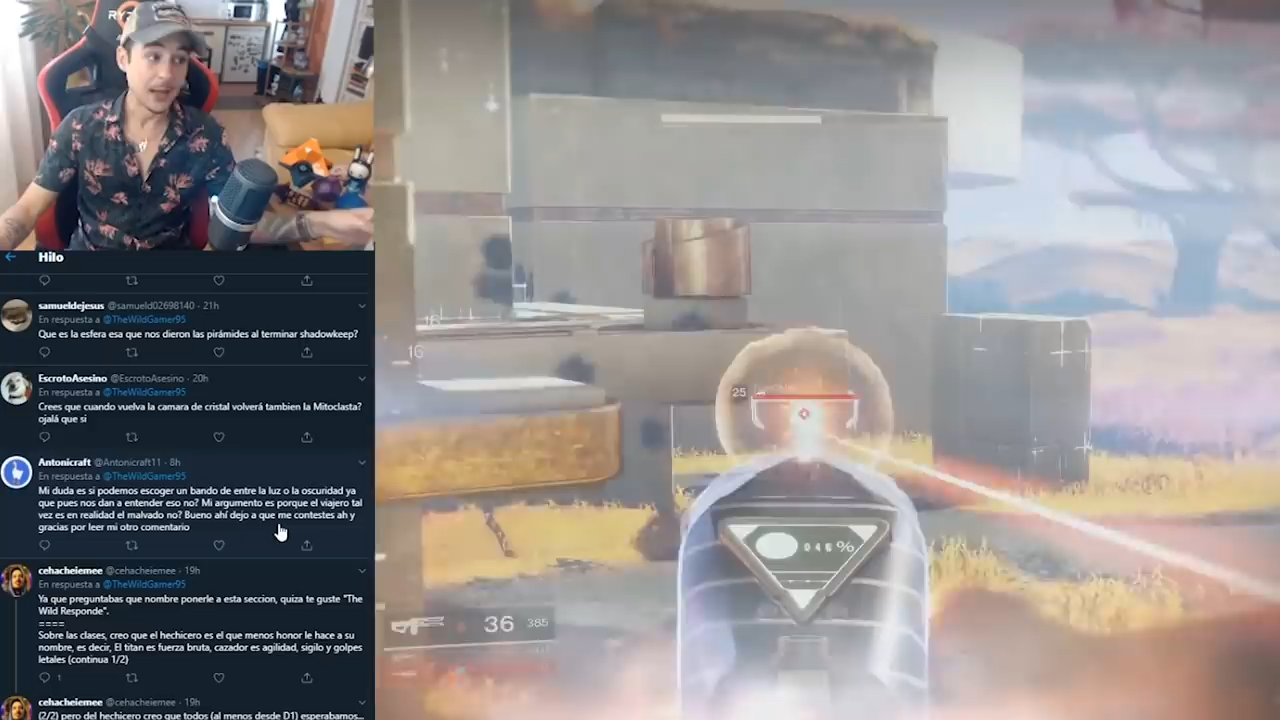 RYZ
Hilo
samueldejesus @samueld02698140 · 21h
En respuesta a @TheWildGamer95
Que es la esfera esa que nos dieron las pirámides al terminar shadowkeep?
EscrotoAsesino @EscrotoAsesino · 20h
En respuesta a @TheWildGamer95
Crees que cuando vuelva la camara de cristal volverá tambien la Mitoclasta?
ojalá que si
Antonicraft @Antonicraft11 · 8h
En respuesta a @TheWildGamer95
Mi duda es si podemos escoger un bando de entre la luz o la oscuridad ya
que pues nos dan a entender eso no? Mi argumento es porque el viajero tal
vez es en realidad el malvado no? Bueno ahí dejo a que me contestes ah y
gracias por leer mi otro comentario
cehacheiemee @cehacheiemee · 19h
En respuesta a @TheWildGamer95
Ya que preguntabas que nombre ponerle a esta seccion, quiza te guste "The
Wild Responde".
====
Sobre las clases, creo que el hechicero es el que menos honor le hace a su
nombre, es decir, El titan es fuerza bruta, cazador es agilidad, sigilo y golpes
letales (continua 1/2)
1
cehacheiemee @cehacheiemee · 19h
(2/2) pero del hechicero creo que todos (al menos desde D1) esperabamos...
16
16
25
046%
36 385